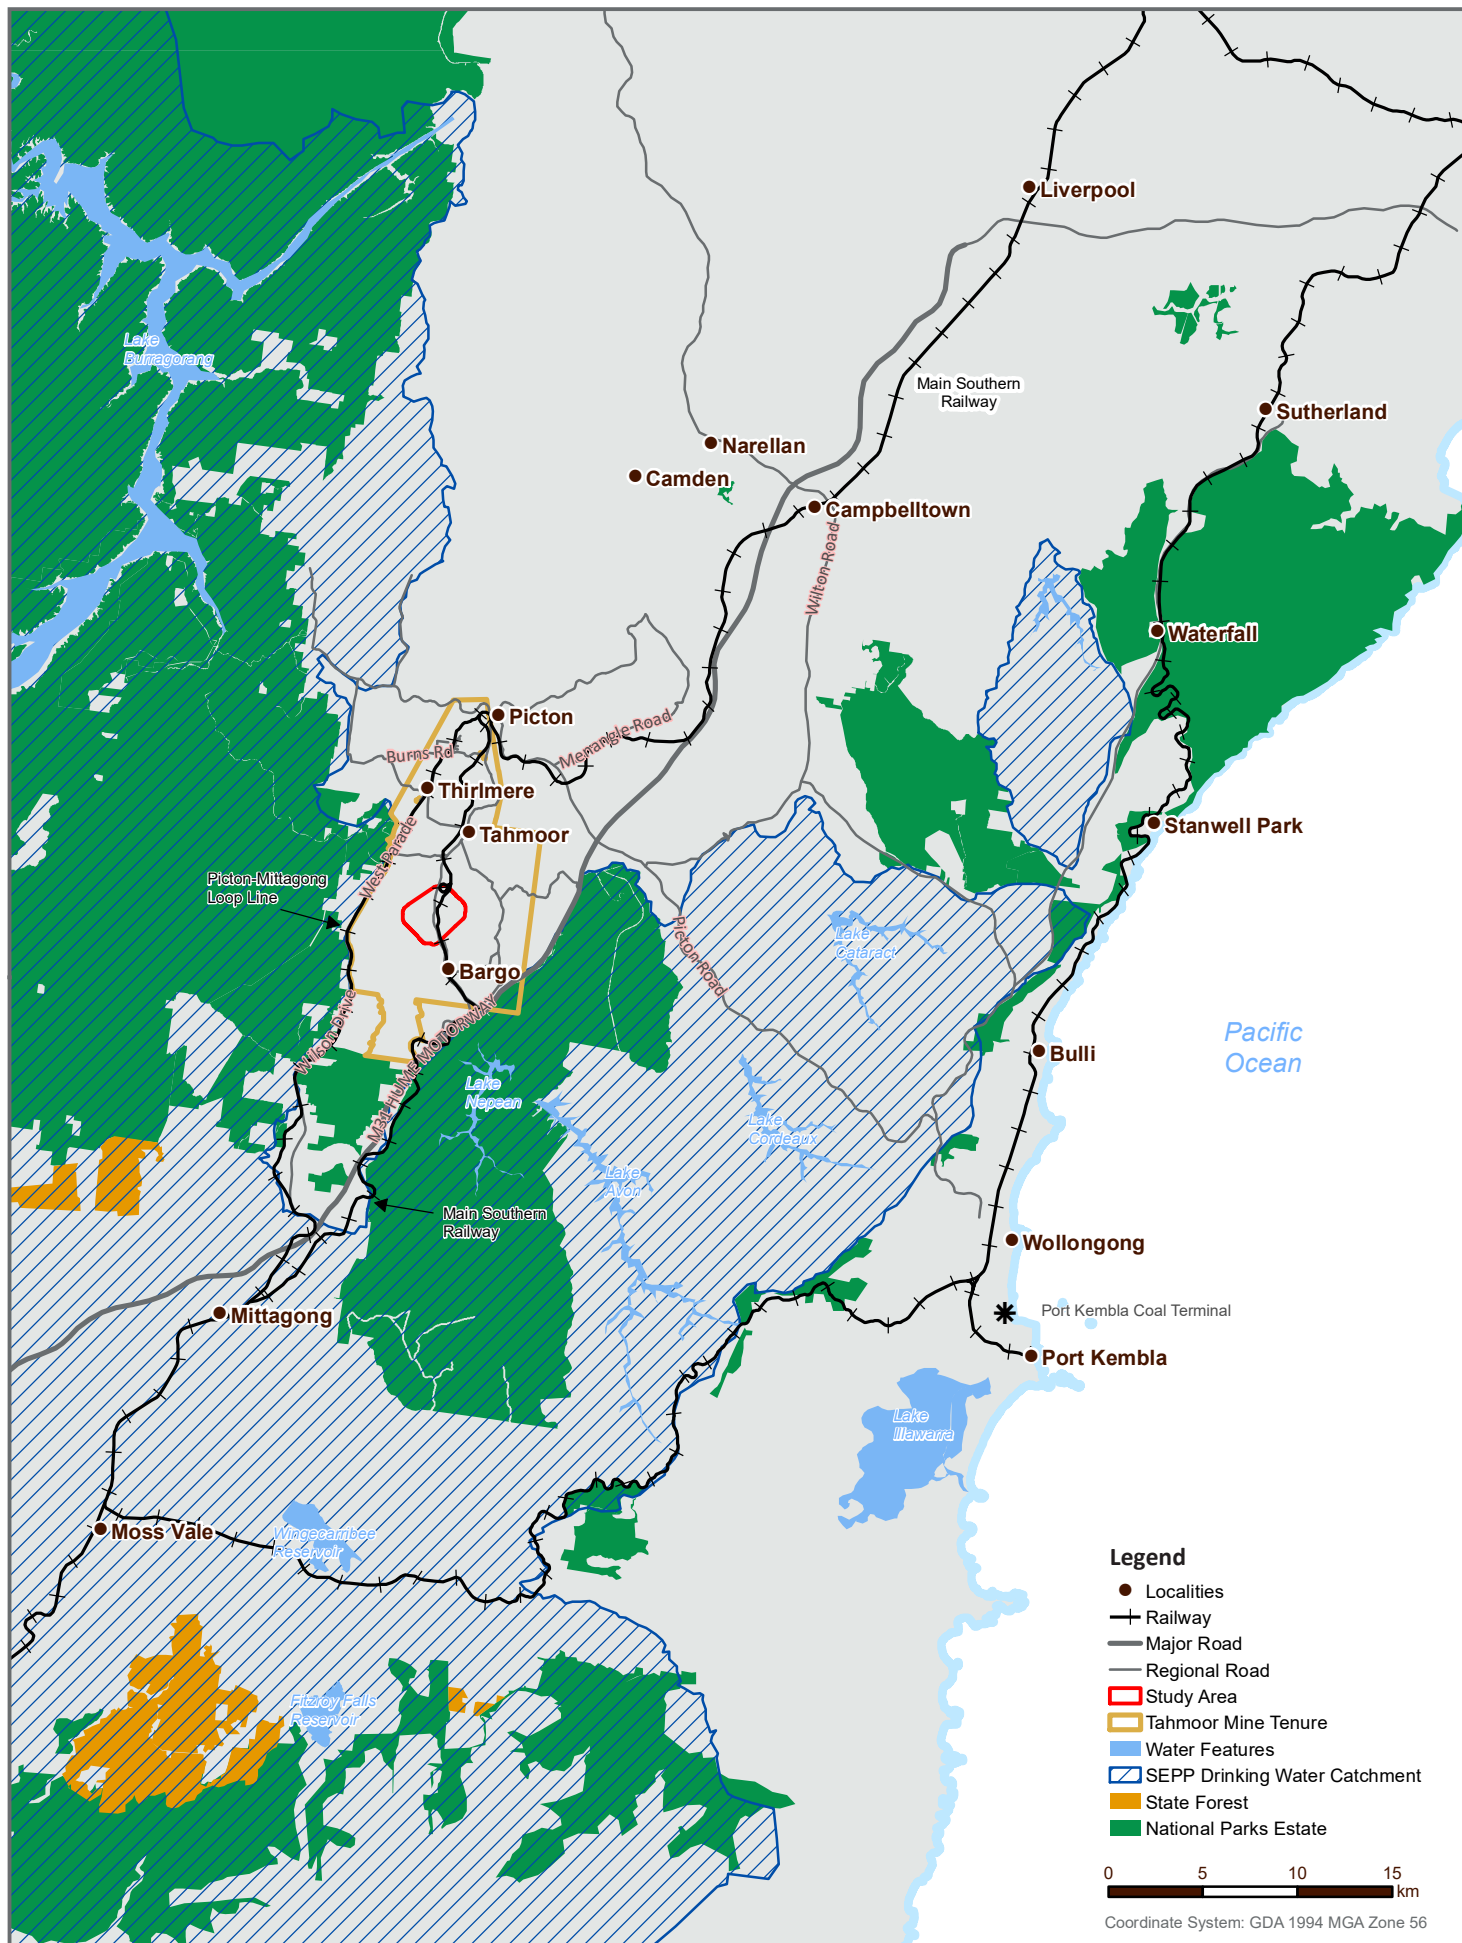 Liverpool
Lake
Burragorang
Main Southern
Railway
Sutherland
Narellan
Camden
Campbelltown
Wilton Road
Waterfall
Picton
Menangle Road
Burns Rd
Thirlmere
Tahmoor
Stanwell Park
West Parade
Picton-Mittagong
Loop Line
Picton Road
Lake
Cataract
Bargo
Wilson Drive
M31 HUME MOTORWAY
Pacific
Ocean
Bulli
Lake
Nepean
Lake
Cordeaux
Lake
Avon
Main Southern
Railway
Wollongong
Mittagong
Port Kembla Coal Terminal
Port Kembla
Lake
Illawarra
Moss Vale
Wingecarribee
Reservoir
Fitzroy Falls
Reservoir
Legend
Localities
Railway
Major Road
Regional Road
Study Area
Tahmoor Mine Tenure
Water Features
SEPP Drinking Water Catchment
State Forest
National Parks Estate
0 5 10 15
km
Coordinate System: GDA 1994 MGA Zone 56